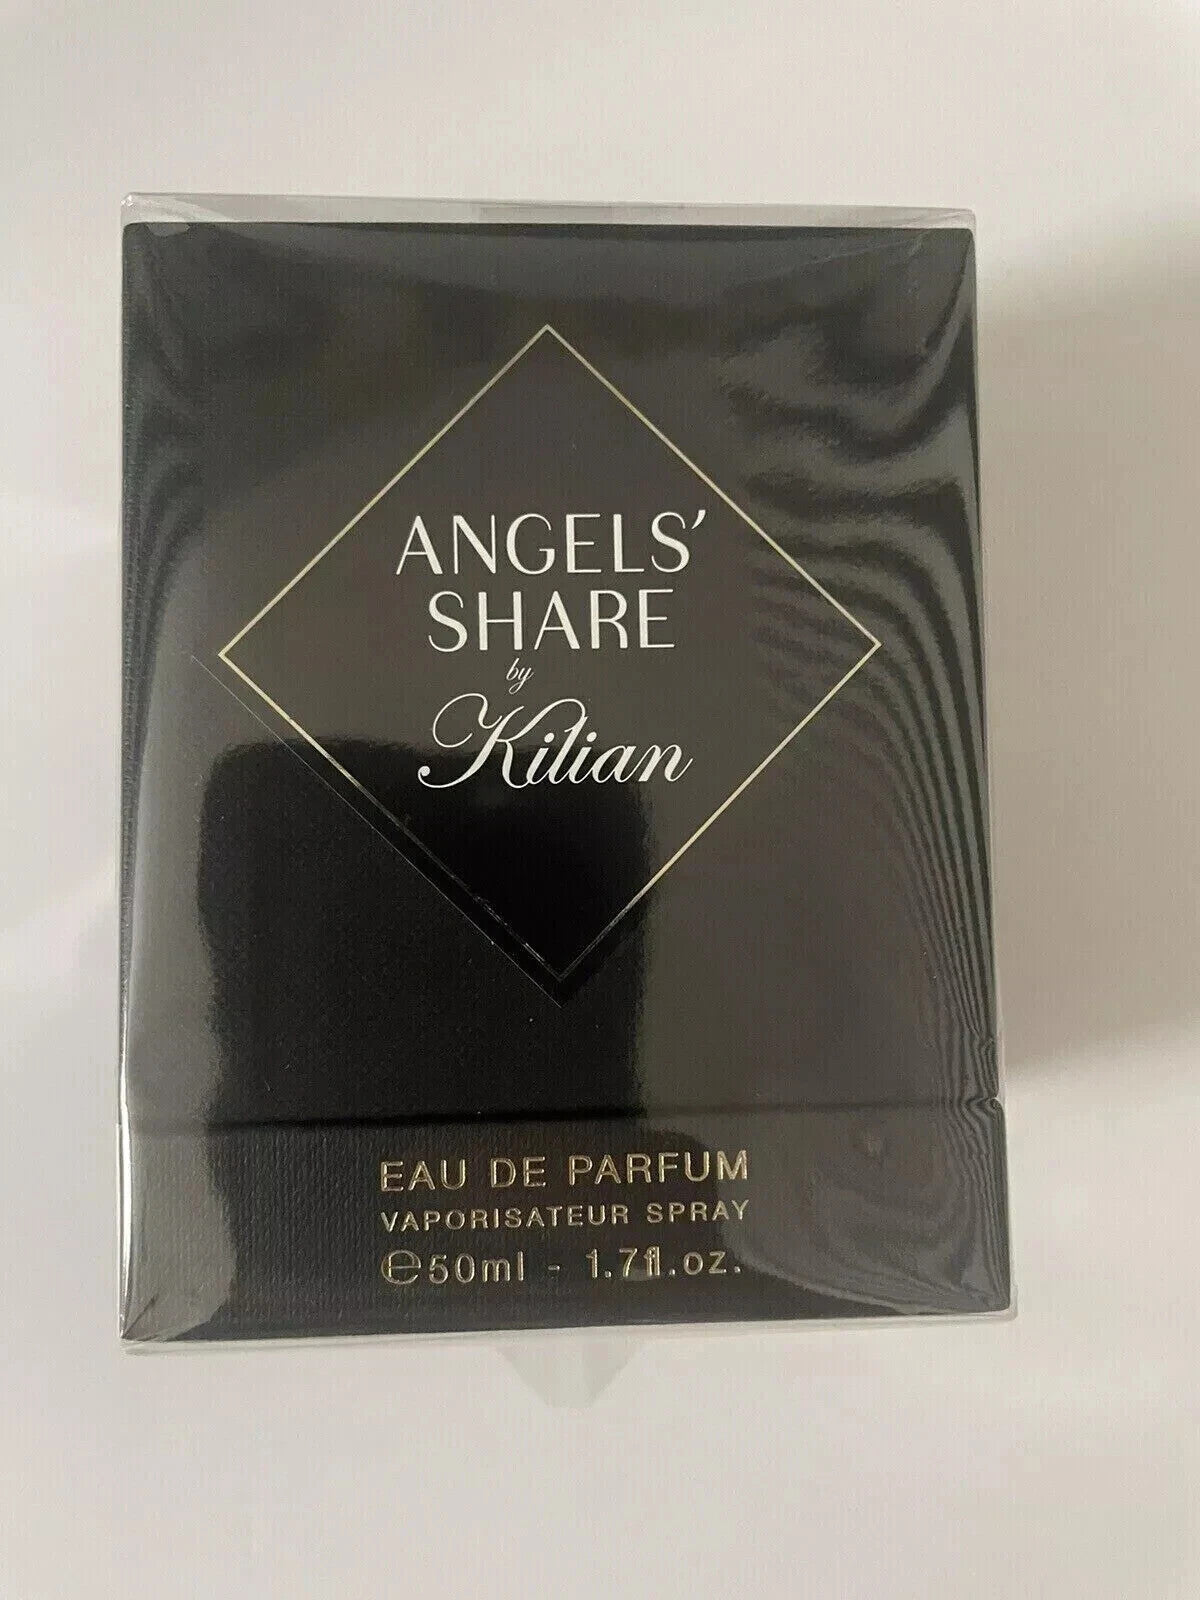 ANGELS'
SHARE
by
Kilian
EAU DE PARFUM
VAPORISATEUR SPRAY
℮50ml - 1.7fl.oz.